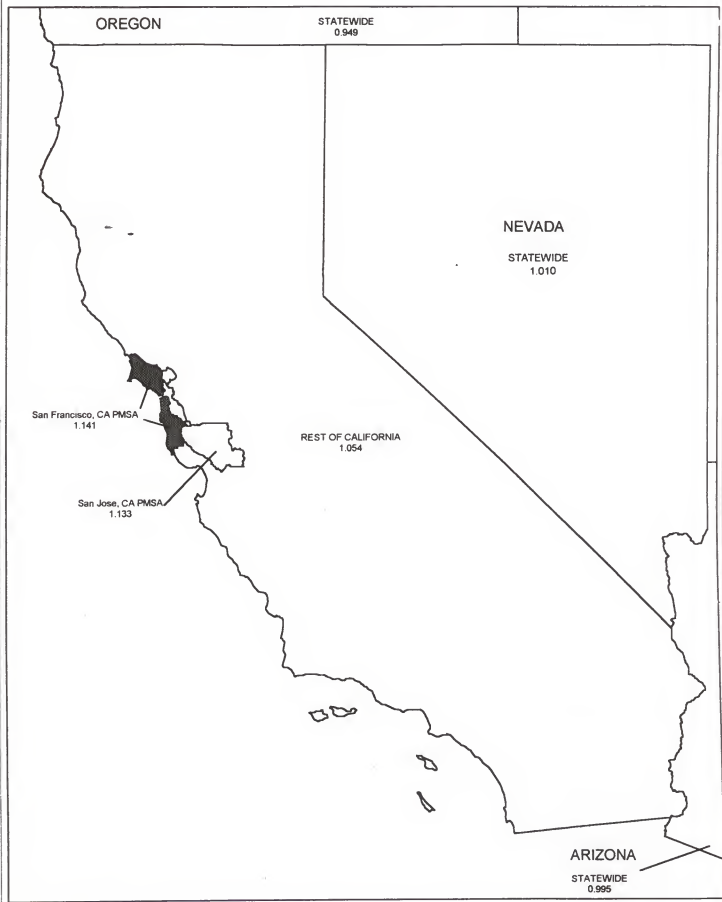 OREGON
STATEWIDE
0.949
NEVADA
STATEWIDE
1.010
San Francisco, CA PMSA
1.141
REST OF CALIFORNIA
1.054
San Jose, CA PMSA
1.133
ARIZONA
STATEWIDE
0.995